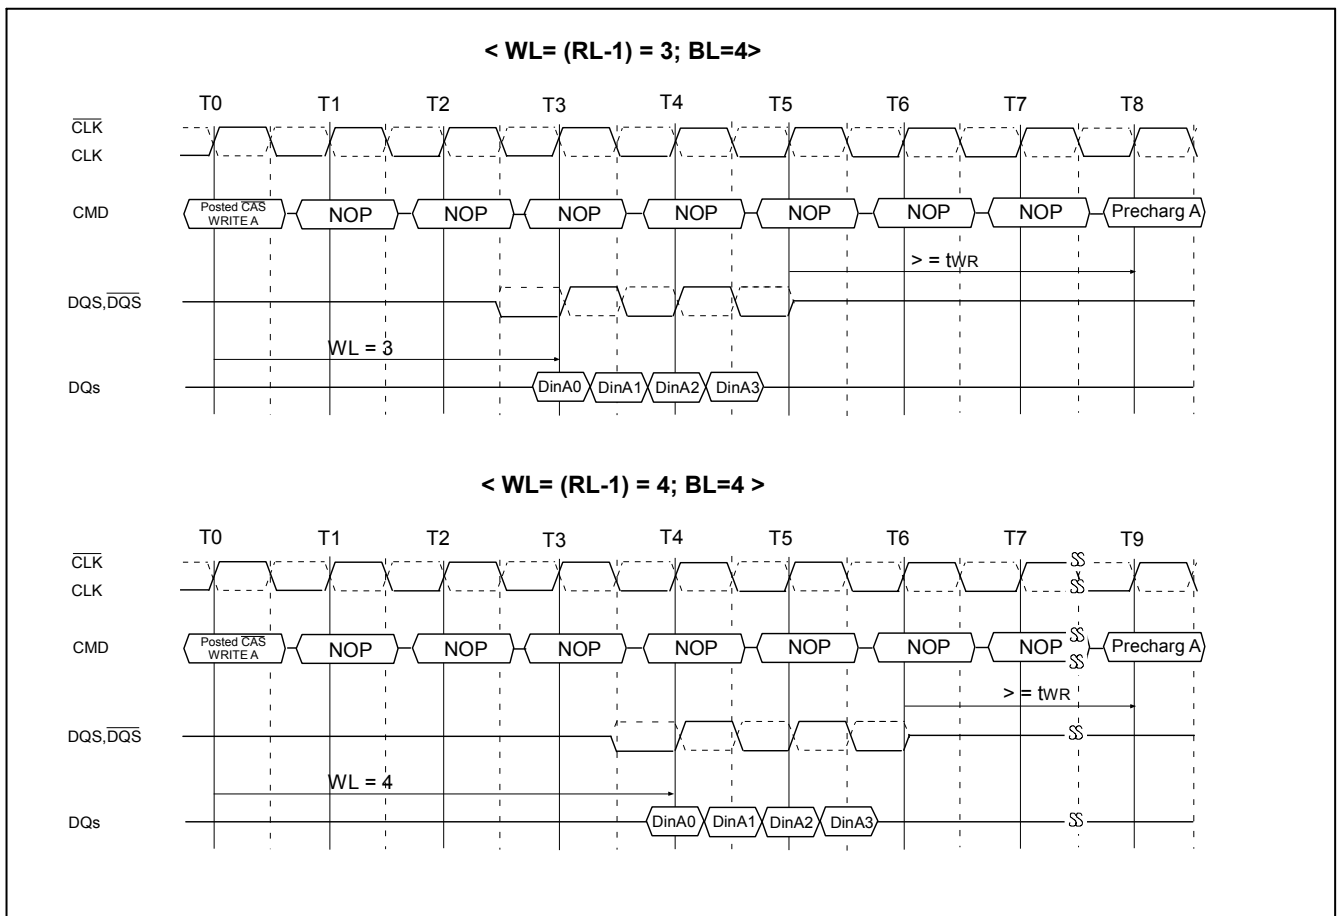 < WL= (RL-1) = 3; BL=4>
T0 T1 T2 T3 T4 T5 T6 T7 T8
CLK
CLK
CMD
Posted CAS
WRITE A
NOP NOP NOP NOP NOP NOP NOP Precharg A
> = tWR
DQS,DQS
WL = 3
DQs
DinA0 DinA1 DinA2 DinA3
< WL= (RL-1) = 4; BL=4 >
T0 T1 T2 T3 T4 T5 T6 T7 T9
CLK
CLK
CMD
Posted CAS
WRITE A
NOP NOP NOP NOP NOP NOP NOP Precharg A
> = tWR
DQS,DQS
WL = 4
DQs
DinA0 DinA1 DinA2 DinA3